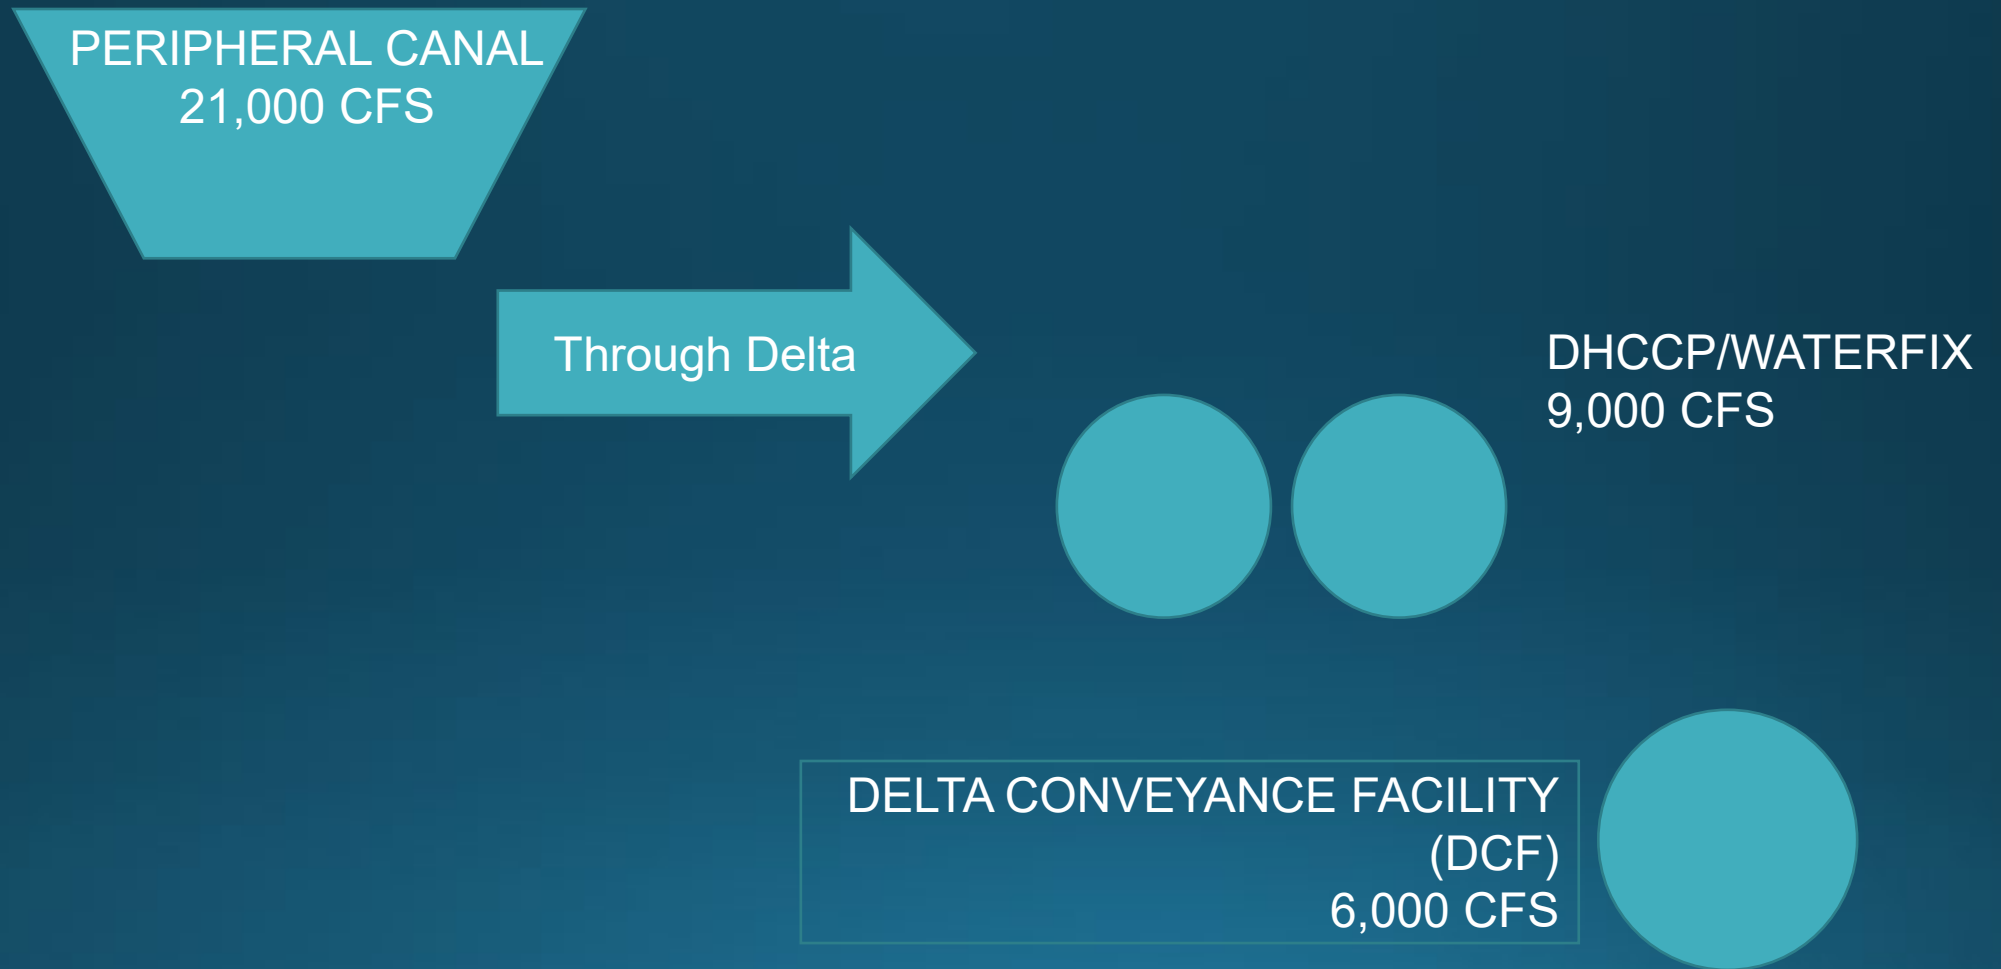 PERIPHERAL CANAL
21,000 CFS
Through Delta
DHCCP/WATERFIX
9,000 CFS
DELTA CONVEYANCE FACILITY
(DCF)
6,000 CFS